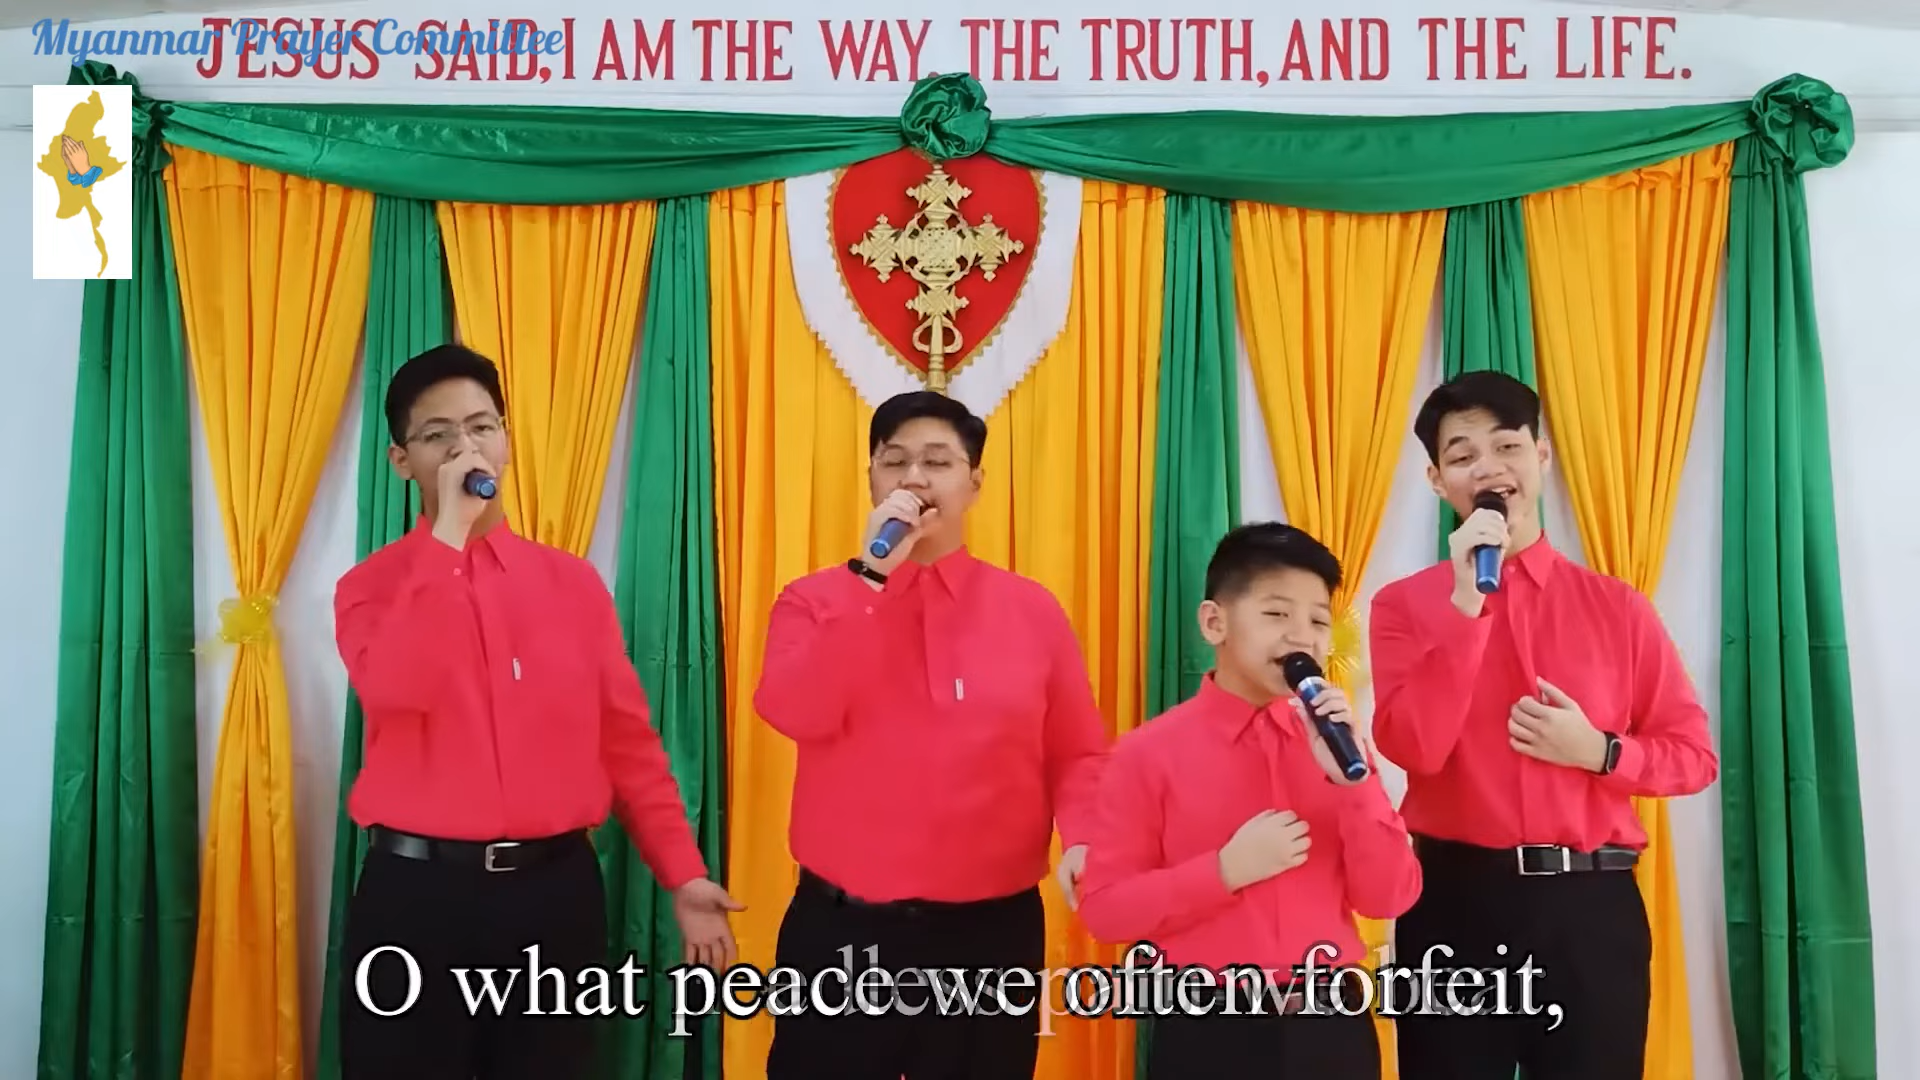 Myanmar Prayer Committee
JESUS SAID, I AM THE WAY, THE TRUTH, AND THE LIFE.
O what peace we often forfeit,